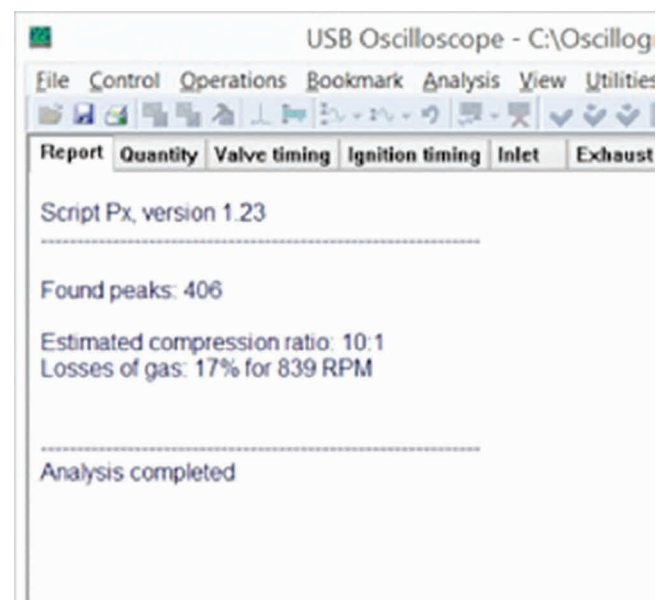 USB Oscilloscope - C:\Oscillog
File Control Operations Bookmark Analysis View Utilities
Report Quantity Valve timing Ignition timing Inlet Exhaust
Script Px, version 1.23
Found peaks: 406
Estimated compression ratio: 10:1
Losses of gas: 17% for 839 RPM
Analysis completed